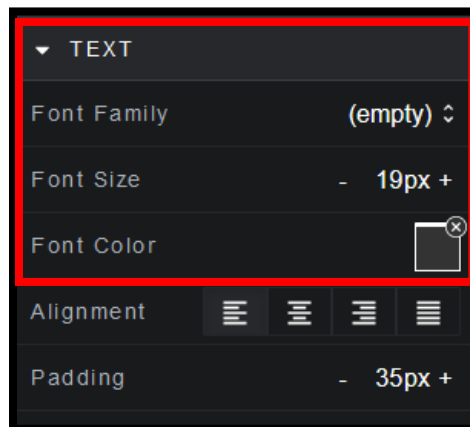 TEXT
Font Family (empty)
Font Size - 19px +
Font Color
Alignment
Padding - 35px +